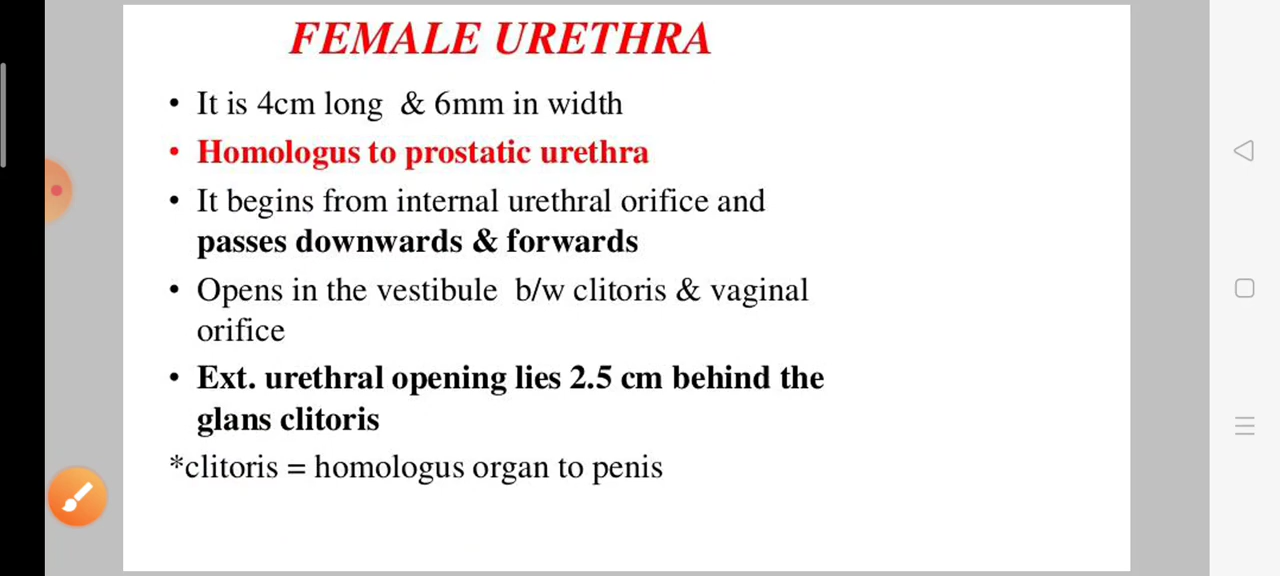 FEMALE URETHRA
• It is 4cm long & 6mm in width
• Homologus to prostatic urethra
• It begins from internal urethral orifice and
passes downwards & forwards
• Opens in the vestibule b/w clitoris & vaginal
orifice
• Ext. urethral opening lies 2.5 cm behind the
glans clitoris
*clitoris = homologus organ to penis